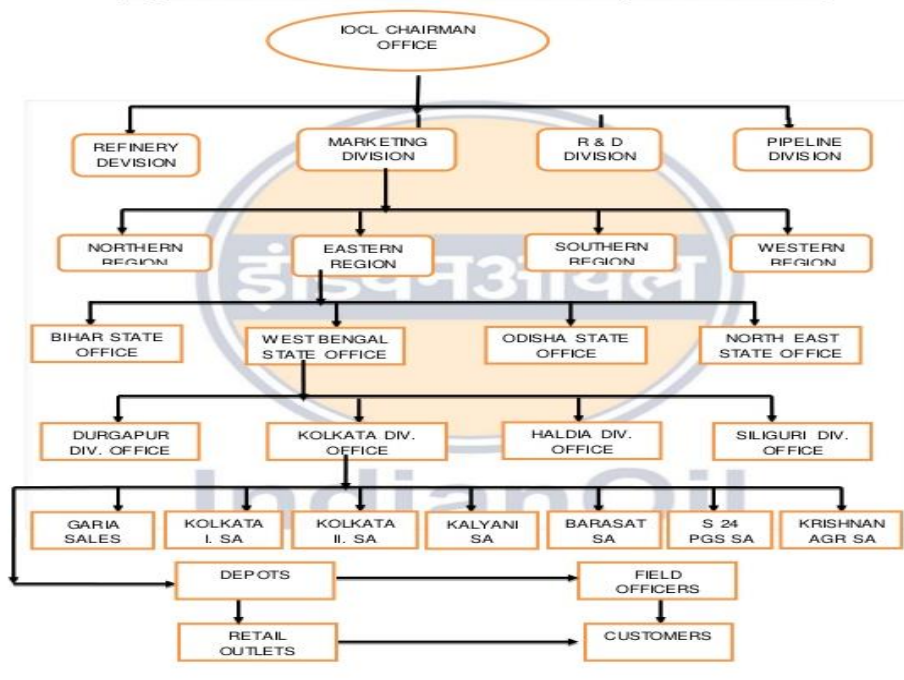 IOCL CHAIRMAN
OFFICE
REFINERY
DEVISION
MARKETING
DIVISION
R & D
DIVISION
PIPELINE
DIVISION
NORTHERN
REGION
EASTERN
REGION
SOUTHERN
REGION
WESTERN
REGION
इंडियनऑयल
BIHAR STATE
OFFICE
WEST BENGAL
STATE OFFICE
ODISHA STATE
OFFICE
NORTH EAST
STATE OFFICE
DURGAPUR
DIV. OFFICE
KOLKATA DIV.
OFFICE
HALDIA DIV.
OFFICE
SILIGURI DIV.
OFFICE
IndianOil
GARIA
SALES
KOLKATA
I. SA
KOLKATA
II. SA
KALYANI
SA
BARASAT
SA
S 24
PGS SA
KRISHNAN
AGR SA
DEPOTS
FIELD
OFFICERS
RETAIL
OUTLETS
CUSTOMERS